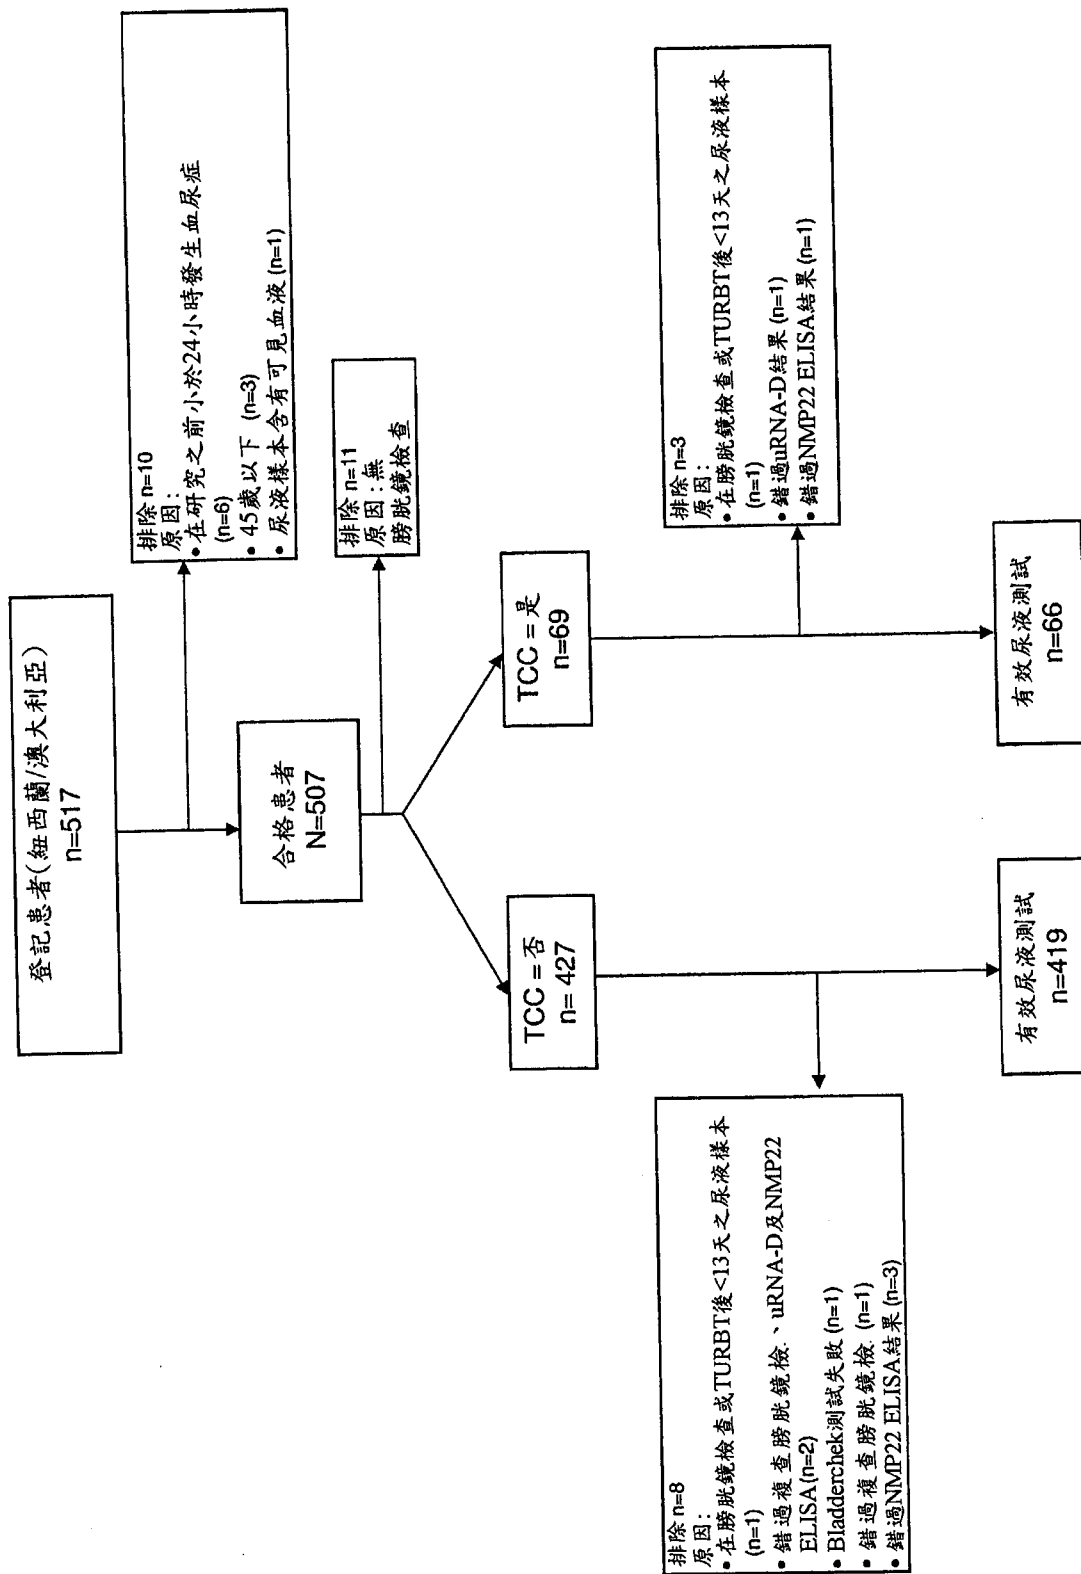 登記患者(紐西蘭/澳大利亞)
n=517
排除 n=10
原因:
• 在研究之前小於24小時發生血尿症
(n=6)
• 45歲以下 (n=3)
• 尿液樣本含有可見血液 (n=1)
合格患者
N=507
排除 n=11
原因:無
膀胱鏡檢查
TCC = 否
n= 427
TCC = 是
n=69
排除 n=8
原因:
• 在膀胱鏡檢查或TURBT後<13天之尿液樣本
(n=1)
• 錯過複查膀胱鏡檢、uRNA-D及NMP22
ELISA(n=2)
• Bladderchek測試失敗 (n=1)
• 錯過複查膀胱鏡檢. (n=1)
• 錯過NMP22 ELISA結果 (n=3)
排除 n=3
原因:
• 在膀胱鏡檢查或TURBT後<13天之尿液樣本
(n=1)
• 錯過uRNA-D結果 (n=1)
• 錯過NMP22 ELISA結果 (n=1)
有效尿液測試
n=419
有效尿液測試
n=66